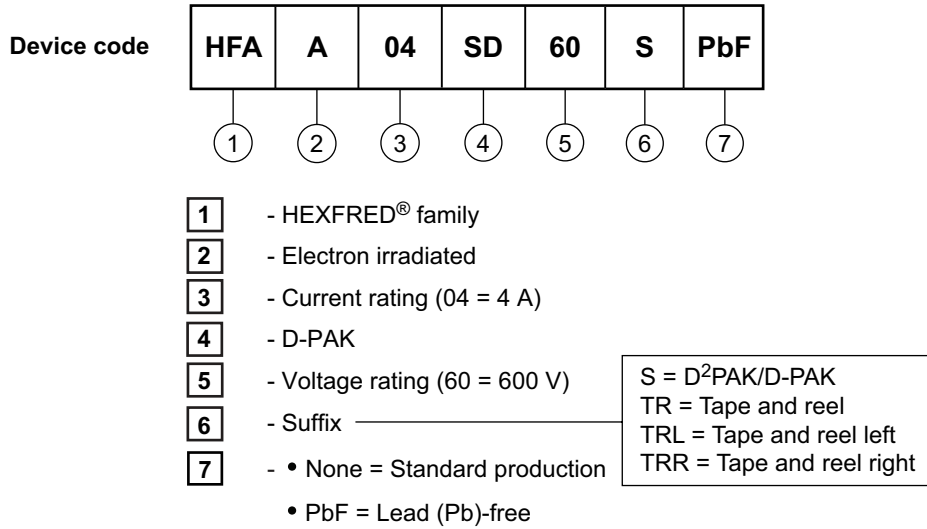 Device code
HFA A 04 SD 60 S PbF
1 2 3 4 5 6 7
1 - HEXFRED® family
2 - Electron irradiated
3 - Current rating (04 = 4 A)
4 - D-PAK
5 - Voltage rating (60 = 600 V)
6 - Suffix
S = D²PAK/D-PAK
TR = Tape and reel
TRL = Tape and reel left
TRR = Tape and reel right
7 - • None = Standard production
• PbF = Lead (Pb)-free